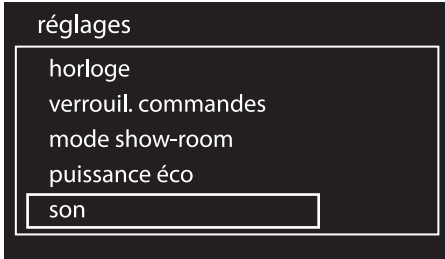 réglages
horloge
verrouil. commandes
mode show-room
puissance éco
son